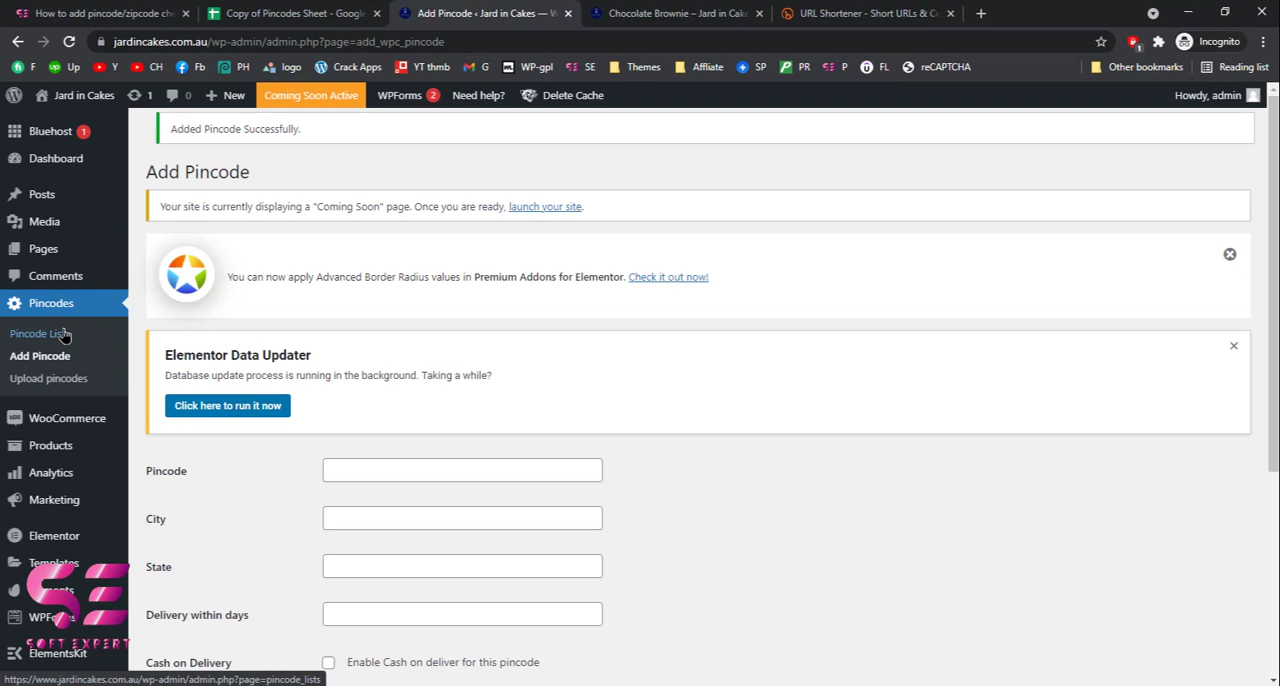 How to add pincode/zipcode che
Copy of Pincodes Sheet - Google
Add Pincode ‹ Jard in Cakes — W
Chocolate Brownie – Jard in Cake
URL Shortener - Short URLs & Cu
jardincakes.com.au/wp-admin/admin.php?page=add_wpc_pincode
1
Incognito
F
Up
Y
CH
Fb
PH
logo
Crack Apps
YT thmb
G
WP-gpl
SE
Themes
Affliate
SP
PR
P
FL
reCAPTCHA
Other bookmarks
Reading list
Jard in Cakes
1
0
New
Coming Soon Active
WPForms 2
Need help?
Delete Cache
Howdy, admin
Bluehost 1
Dashboard
Posts
Media
Pages
Comments
Pincodes
Pincode List
Add Pincode
Upload pincodes
WooCommerce
Products
Analytics
Marketing
Elementor
Templates
ElementsKit
SE
SOFT EXPERT
Added Pincode Successfully.
Add Pincode
Your site is currently displaying a "Coming Soon" page. Once you are ready, launch your site.
You can now apply Advanced Border Radius values in Premium Addons for Elementor. Check it out now!
Elementor Data Updater
Database update process is running in the background. Taking a while?
Click here to run it now
Pincode
City
State
Delivery within days
Cash on Delivery
Enable Cash on deliver for this pincode
https://www.jardincakes.com.au/wp-admin/admin.php?page=pincode_lists